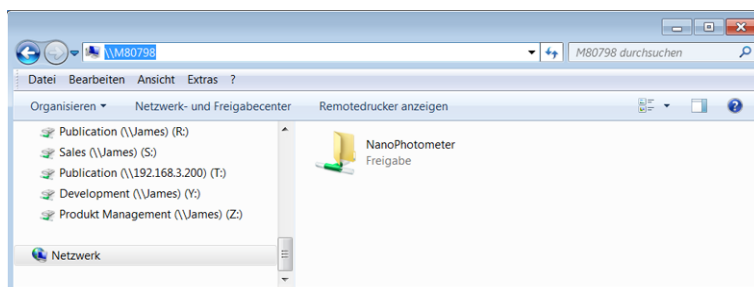 \\M80798
M80798 durchsuchen
Datei Bearbeiten Ansicht Extras ?
Organisieren Netzwerk- und Freigabecenter Remotedrucker anzeigen
Publication (\\James) (R:)
Sales (\\James) (S:)
Publication (\\192.168.3.200) (T:)
Development (\\James) (Y:)
Produkt Management (\\James) (Z:)
Netzwerk
NanoPhotometer
Freigabe